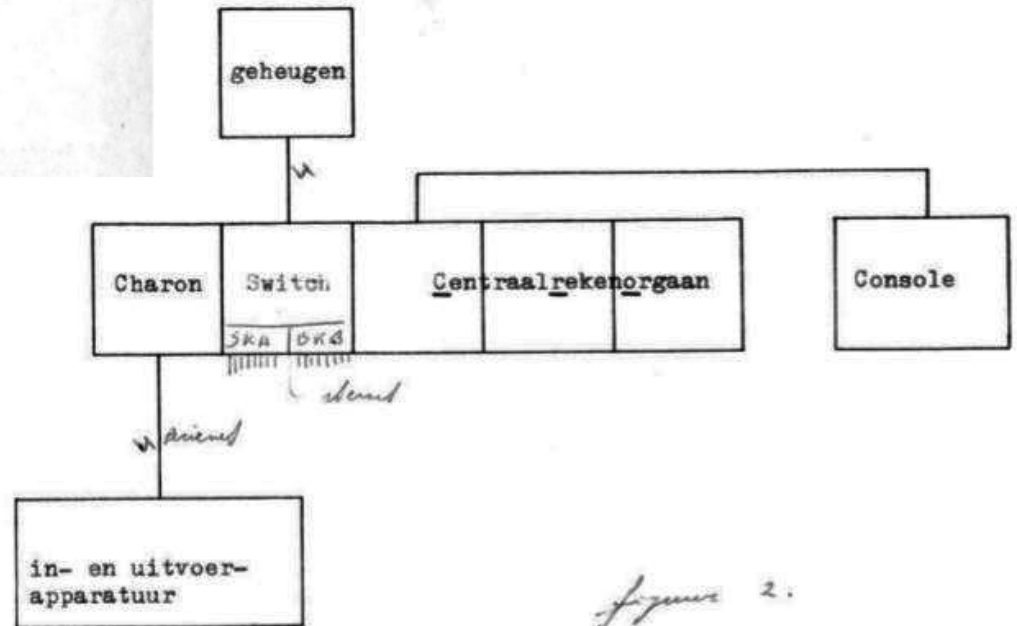 geheugen
Charon
Switch
Centraalrekenorgaan
Console
SKA
SKB
in- en uitvoer-
apparatuur
figuur 2.